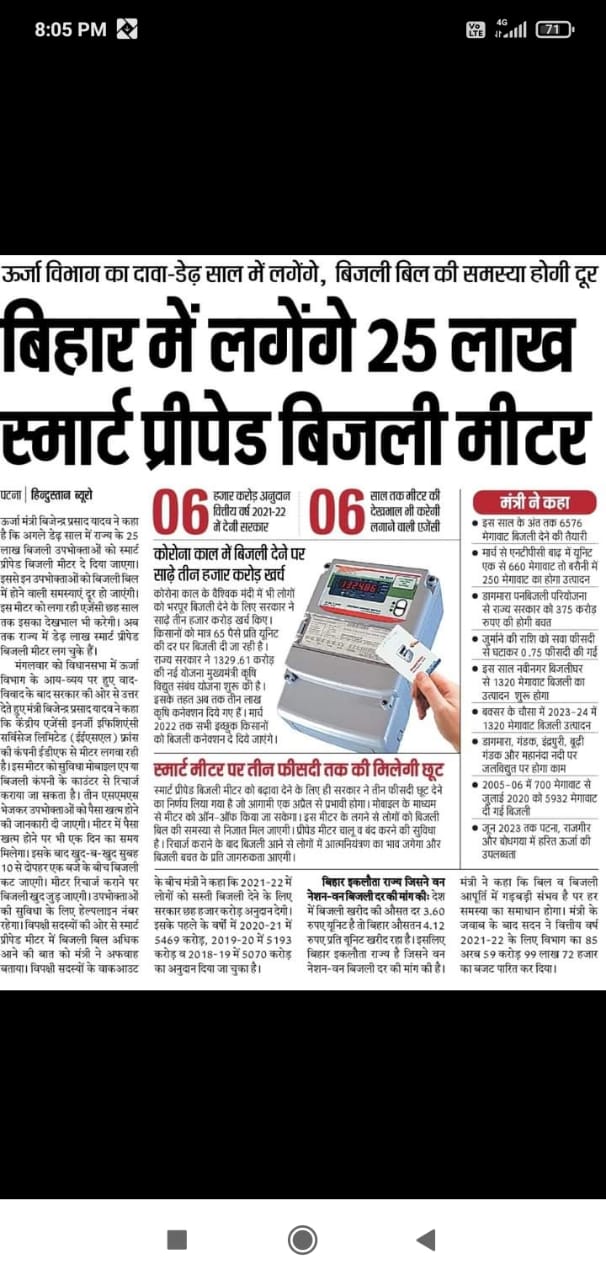 8:05 PM
Vo LTE 4G 71
ऊर्जा विभाग का दावा-डेढ़ साल में लगेंगे, बिजली बिल की समस्या होगी दूर
बिहार में लगेंगे 25 लाख
स्मार्ट प्रीपेड बिजली मीटर
पटना | हिन्दुस्तान ब्यूरो
ऊर्जा मंत्री बिजेन्द्र प्रसाद यादव ने कहा
है कि अगले डेढ़ साल में राज्य के 25
लाख बिजली उपभोक्ताओं को स्मार्ट
प्रीपेड बिजली मीटर दे दिया जाएगा।
इससे इन उपभोक्ताओं को बिजली बिल
में होने वाली समस्याएं दूर हो जाएंगी।
इस मीटर को लगा रही एजेंसी छह साल
तक इसका देखभाल भी करेगी। अब
तक राज्य में डेढ़ लाख स्मार्ट प्रीपेड
बिजली मीटर लग चुके हैं।
मंगलवार को विधानसभा में ऊर्जा
विभाग के आय-व्यय पर हुए वाद-
विवाद के बाद सरकार की ओर से उत्तर
देते हुए मंत्री बिजेन्द्र प्रसाद यादव ने कहा
कि केंद्रीय एजेंसी इनर्जी इफिशिएंसी
सर्विसेज लिमिटेड (ईईएसएल) फ्रांस
की कंपनी ईडीएफ से मीटर लगवा रही
है। इस मीटर को सुविधा मोबाइल एप या
बिजली कंपनी के काउंटर से रिचार्ज
कराया जा सकता है। तीन एसएमएस
भेजकर उपभोक्ताओं को पैसा खत्म होने
की जानकारी दी जाएगी। मीटर में पैसा
खत्म होने पर भी एक दिन का समय
मिलेगा। इसके बाद खुद-ब-खुद सुबह
10 से दोपहर एक बजे के बीच बिजली
कट जाएगी। मीटर रिचार्ज कराने पर
बिजली खुद जुड़ जाएगी। उपभोक्ताओं
की सुविधा के लिए हेल्पलाइन नंबर
रहेगा। विपक्षी सदस्यों की ओर से स्मार्ट
प्रीपेड मीटर में बिजली बिल अधिक
आने की बात को मंत्री ने अफवाह
बताया। विपक्षी सदस्यों के वाकआउट
06 हजार करोड़ अनुदान
वित्तीय वर्ष 2021-22
में देगी सरकार
06 साल तक मीटर की
देखभाल भी करेगी
लगाने वाली एजेंसी
कोरोना काल में बिजली देने पर
साढ़े तीन हजार करोड़ खर्च
कोरोना काल के वैश्विक मंदी में भी लोगों
को भरपूर बिजली देने के लिए सरकार ने
साढ़े तीन हजार करोड़ खर्च किए।
किसानों को मात्र 65 पैसे प्रति यूनिट
की दर पर बिजली दी जा रही है।
राज्य सरकार ने 1329.61 करोड़
की नई योजना मुख्यमंत्री कृषि
विद्युत संबंध योजना शुरू की है।
इसके तहत अब तक तीन लाख
कृषि कनेक्शन दिये गए हैं। मार्च
2022 तक सभी इच्छुक किसानों
को बिजली कनेक्शन दे दिये जाएंगे।
132486
स्मार्ट मीटर पर तीन फीसदी तक की मिलेगी छूट
स्मार्ट प्रीपेड बिजली मीटर को बढ़ावा देने के लिए ही सरकार ने तीन फीसदी छूट देने
का निर्णय लिया गया है जो आगामी एक अप्रैल से प्रभावी होगा। मोबाइल के माध्यम
से मीटर को ऑन-ऑफ किया जा सकेगा। इस मीटर के लगने से लोगों को बिजली
बिल की समस्या से निजात मिल जाएगी। प्रीपेड मीटर चालू व बंद करने की सुविधा
है। रिचार्ज कराने के बाद बिजली आने से लोगों में आत्मनियंत्रण का भाव जगेगा और
बिजली बचत के प्रति जागरुकता आएगी।
के बीच मंत्री ने कहा कि 2021-22 में
लोगों को सस्ती बिजली देने के लिए
सरकार छह हजार करोड़ अनुदान देगी।
इसके पहले के वर्षों में 2020-21 में
5469 करोड़, 2019-20 में 5193
करोड़ व 2018-19 में 5070 करोड़
का अनुदान दिया जा चुका है।
बिहार इकलौता राज्य जिसने वन
नेशन-वन बिजली दर की मांग की: देश
में बिजली खरीद की औसत दर 3.60
रुपए यूनिट है तो बिहार औसतन 4.12
रुपए प्रति यूनिट खरीद रहा है। इसलिए
बिहार इकलौता राज्य है जिसने वन
नेशन-वन बिजली दर की मांग की है।
मंत्री ने कहा
• इस साल के अंत तक 6576
मेगावाट बिजली देने की तैयारी
• मार्च से एनटीपीसी बाढ़ में यूनिट
एक से 660 मेगावाट तो बरौनी में
250 मेगावाट का होगा उत्पादन
• डागमारा पनबिजली परियोजना
से राज्य सरकार को 375 करोड़
रुपए की होगी बचत
• जुर्माने की राशि को सवा फीसदी
से घटाकर 0.75 फीसदी की गई
• इस साल नवीनगर बिजलीघर
से 1320 मेगावाट बिजली का
उत्पादन शुरू होगा
• बक्सर के चौसा में 2023-24 में
1320 मेगावाट बिजली उत्पादन
• डागमारा, गंडक, इंद्रपुरी, बूढ़ी
गंडक और महानंदा नदी पर
जलविद्युत पर होगा काम
• 2005-06 में 700 मेगावाट से
जुलाई 2020 को 5932 मेगावाट
दी गई बिजली
• जून 2023 तक पटना, राजगीर
और बोधगया में हरित ऊर्जा की
उपलब्धता
मंत्री ने कहा कि बिल व बिजली
आपूर्ति में गड़बड़ी संभव है पर हर
समस्या का समाधान होगा। मंत्री के
जवाब के बाद सदन ने वित्तीय वर्ष
2021-22 के लिए विभाग का 85
अरब 59 करोड़ 99 लाख 72 हजार
का बजट पारित कर दिया।